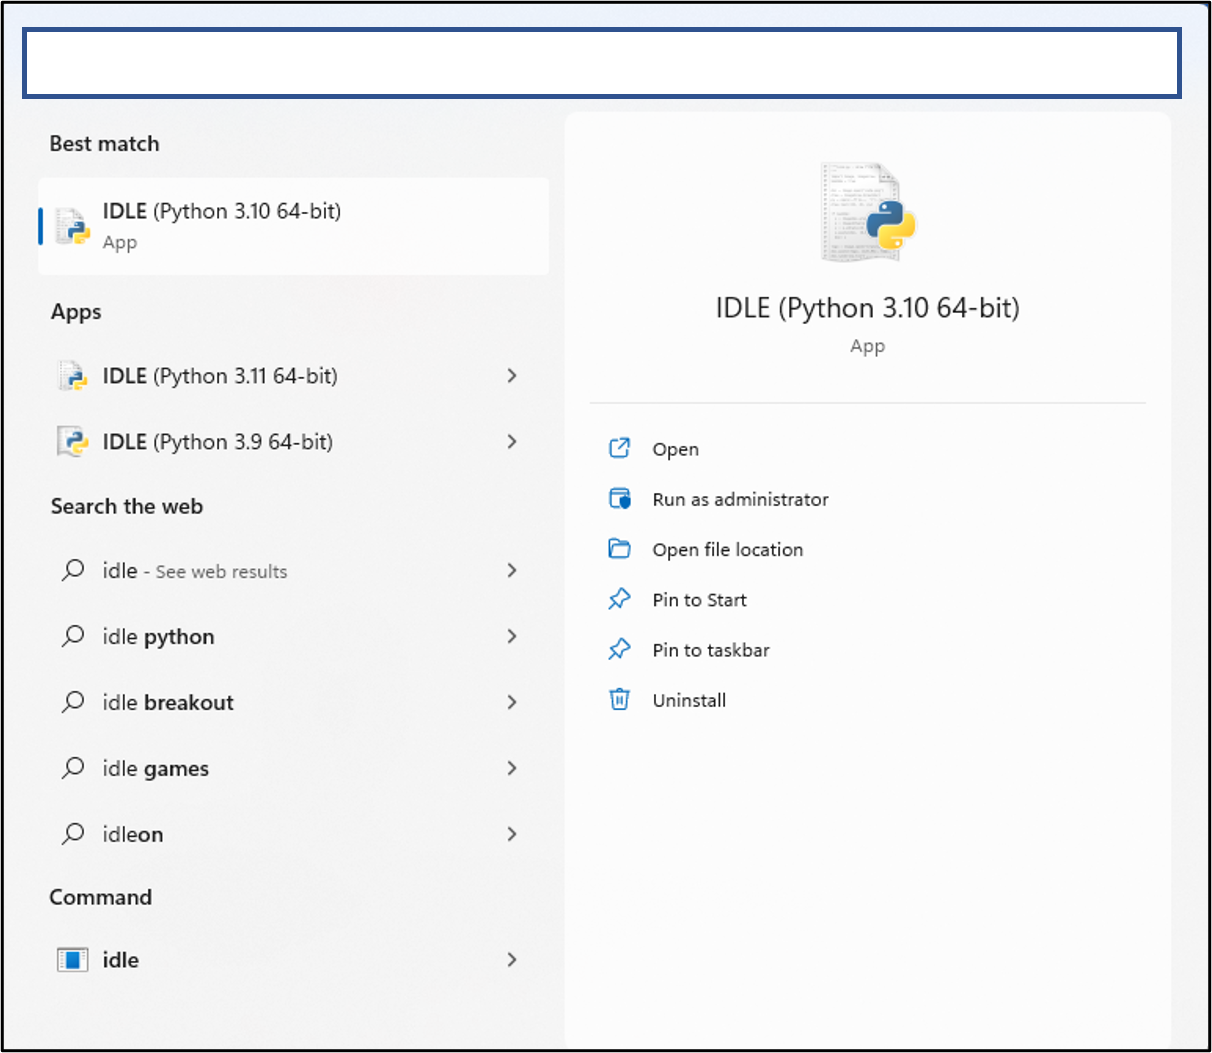 Best match
IDLE (Python 3.10 64-bit)
App
Apps
IDLE (Python 3.11 64-bit)
IDLE (Python 3.9 64-bit)
Search the web
idle - See web results
idle python
idle breakout
idle games
idleon
Command
idle
IDLE (Python 3.10 64-bit)
App
Open
Run as administrator
Open file location
Pin to Start
Pin to taskbar
Uninstall